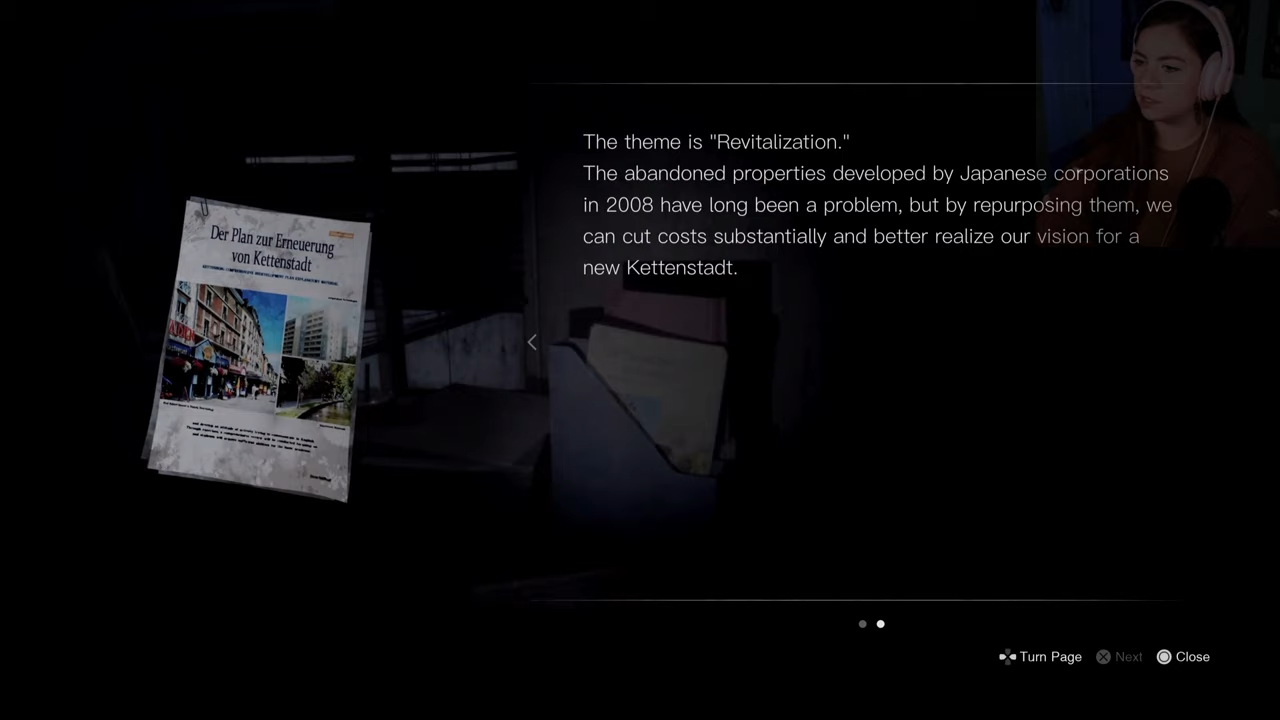 The theme is "Revitalization."
The abandoned properties developed by Japanese corporations
in 2008 have long been a problem, but by repurposing them, we
can cut costs substantially and better realize our vision for a
new Kettenstadt.
Der Plan zur Erneuerung
von Kettenstadt
Turn Page
Next
Close